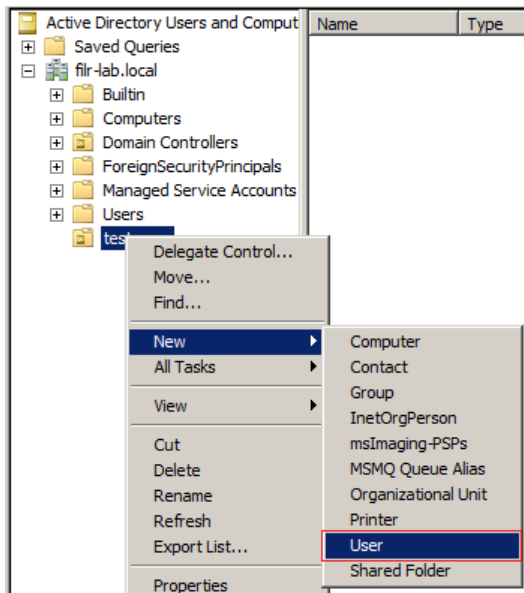 Active Directory Users and Comput
Name
Type
Saved Queries
filr-lab.local
Builtin
Computers
Domain Controllers
ForeignSecurityPrincipals
Managed Service Accounts
Users
Delegate Control...
Move...
Find...
New
All Tasks
View
Cut
Delete
Rename
Refresh
Export List...
Properties
Computer
Contact
Group
InetOrgPerson
msImaging-PSPs
MSMQ Queue Alias
Organizational Unit
Printer
User
Shared Folder